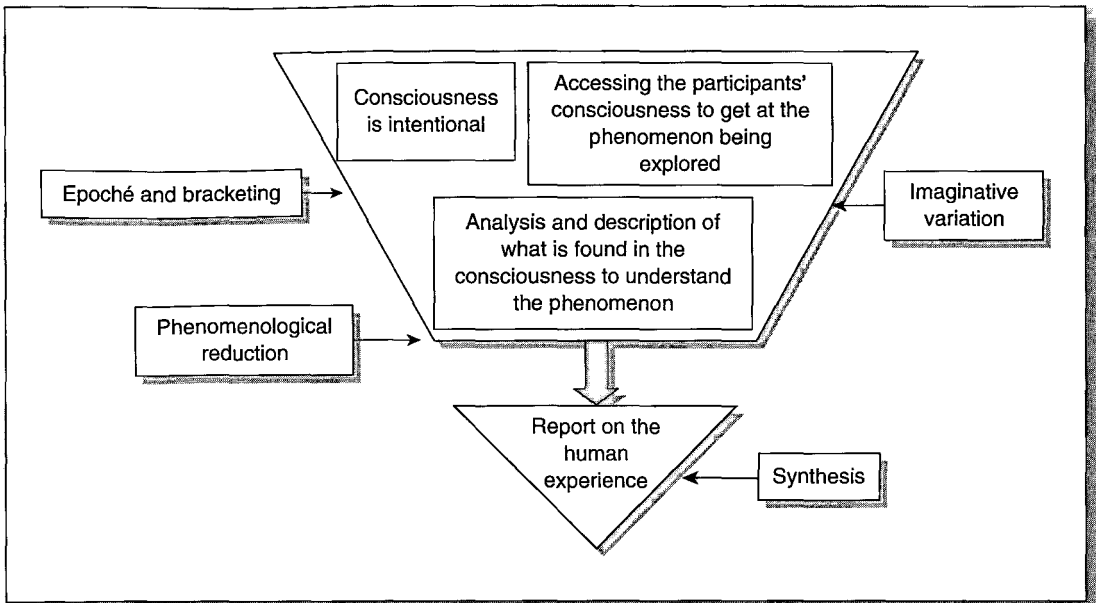 Consciousness
is intentional
Accessing the participants'
consciousness to get at the
phenomenon being
explored
Epoché and bracketing
Imaginative
variation
Analysis and description of
what is found in the
consciousness to understand
the phenomenon
Phenomenological
reduction
Report on the
human
experience
Synthesis